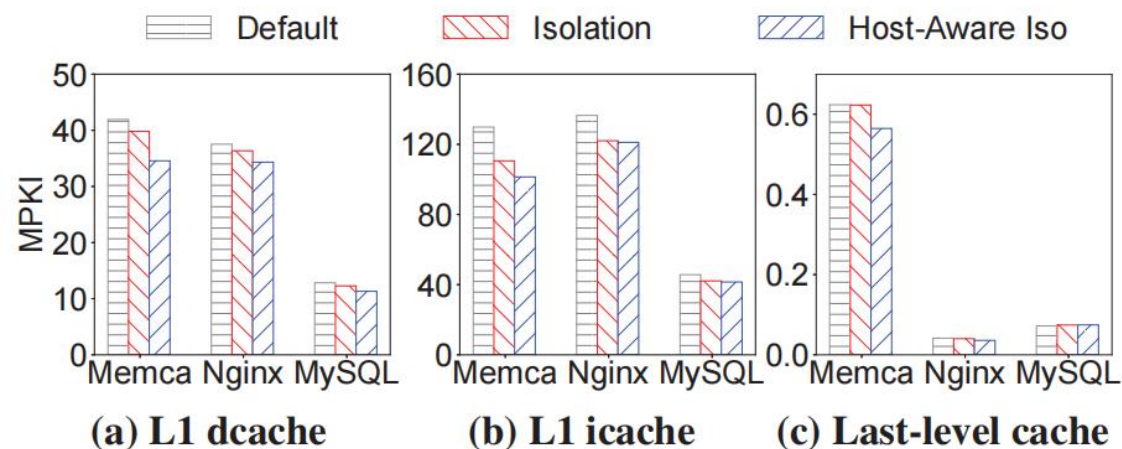 Default Isolation Host-Aware Iso
MPKI
50
40
30
20
10
0
Memca Nginx MySQL
(a) L1 dcache
160
120
80
40
0
Memca Nginx MySQL
(b) L1 icache
0.6
0.4
0.2
0.0
Memca Nginx MySQL
(c) Last-level cache